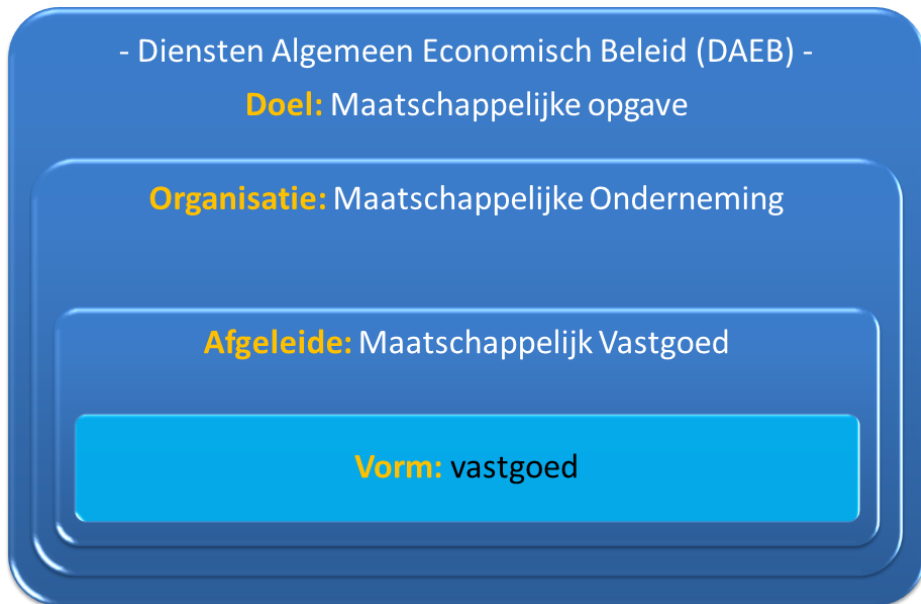 - Diensten Algemeen Economisch Beleid (DAEB) -
Doel: Maatschappelijke opgave
Organisatie: Maatschappelijke Onderneming
Afgeleide: Maatschappelijk Vastgoed
Vorm: vastgoed